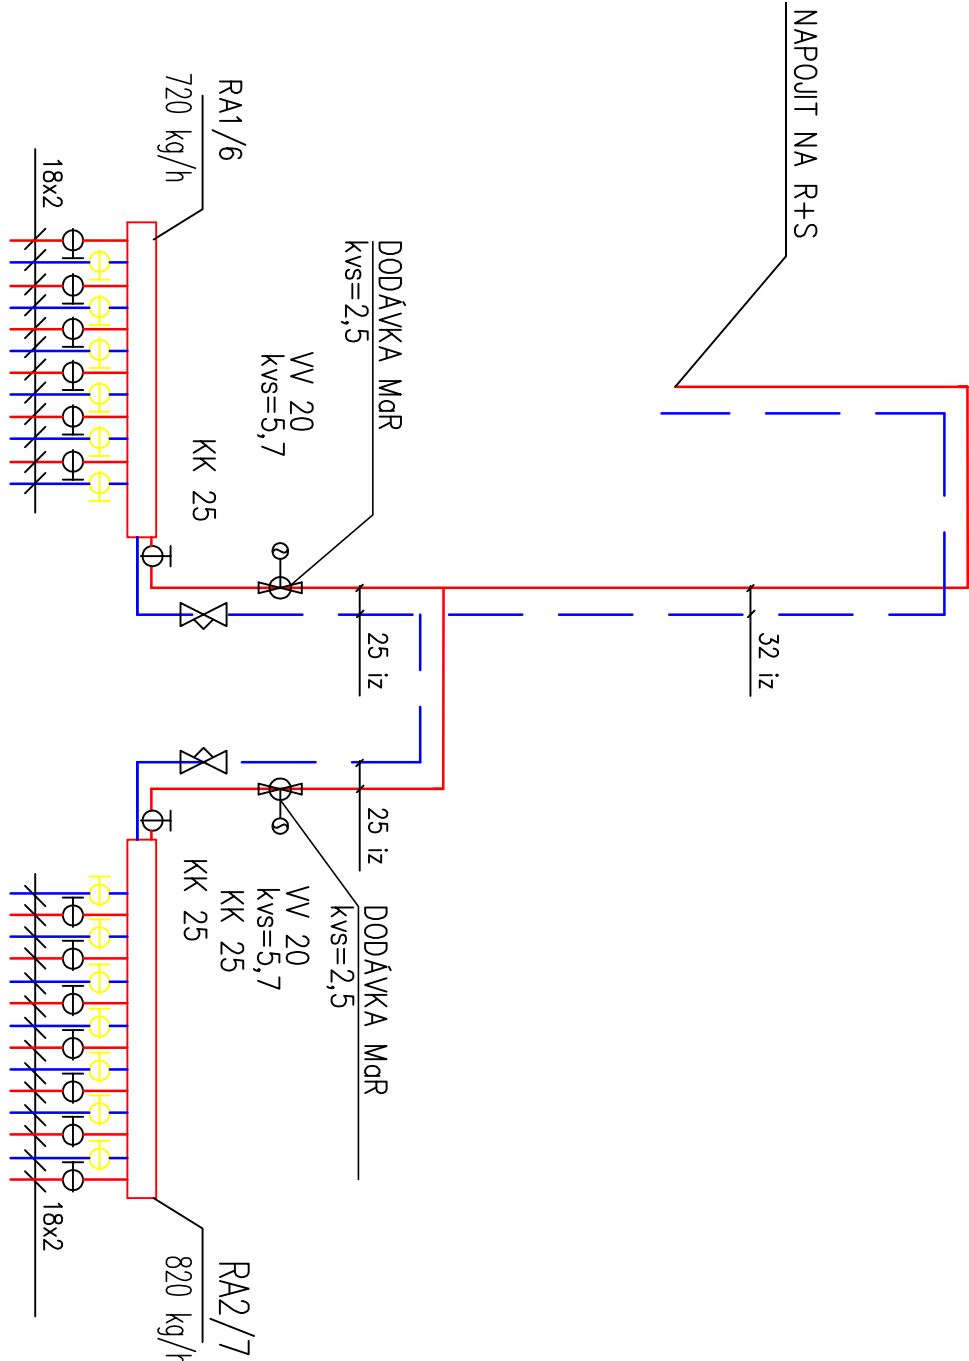 NAPOJIT NA R+S
RA1/6
720 kg/h
18x2
DODÁVKA MaR
kvs=2,5
VV 20
kvs=5,7
KK 25
25 iz
32 iz
25 iz
DODÁVKA MaR
kvs=2,5
VV 20
kvs=5,7
KK 25
KK 25
18x2
RA2/7
820 kg/h